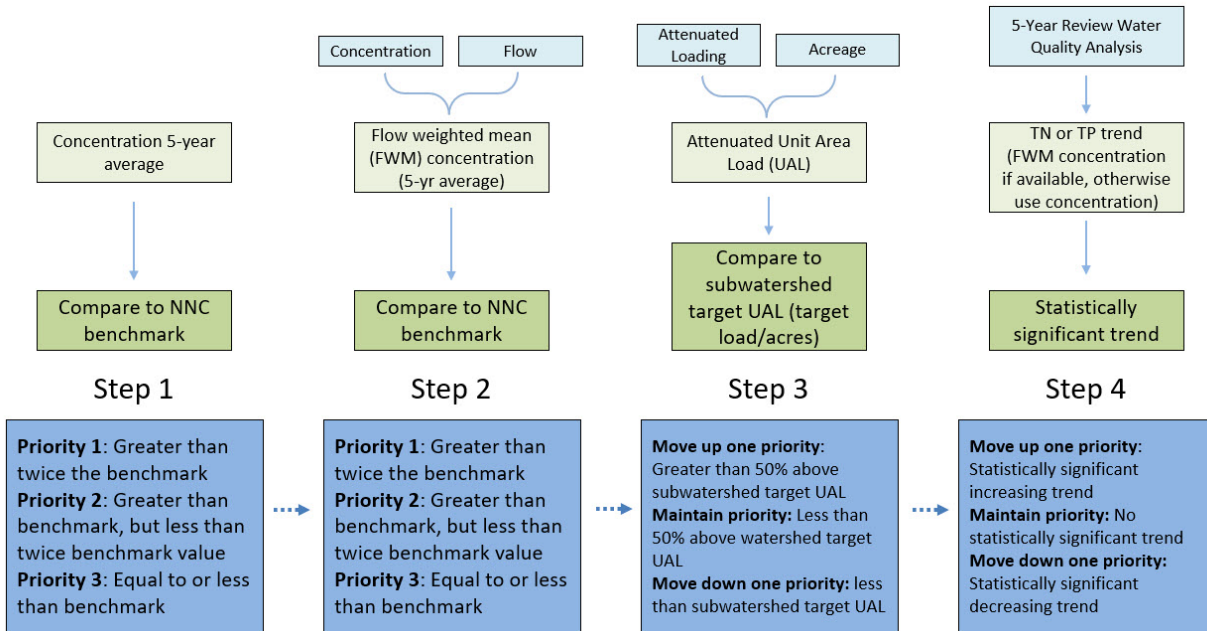 Concentration 5-year
average
Compare to NNC
benchmark
Step 1
Priority 1: Greater than
twice the benchmark
Priority 2: Greater than
benchmark, but less than
twice benchmark value
Priority 3: Equal to or less
than benchmark
Concentration
Flow
Flow weighted mean
(FWM) concentration
(5-yr average)
Compare to NNC
benchmark
Step 2
Priority 1: Greater than
twice the benchmark
Priority 2: Greater than
benchmark, but less than
twice benchmark value
Priority 3: Equal to or less
than benchmark
Attenuated
Loading
Acreage
Attenuated Unit Area
Load (UAL)
Compare to
subwatershed
target UAL (target
load/acres)
Step 3
Move up one priority:
Greater than 50% above
subwatershed target UAL
Maintain priority: Less than
50% above watershed target
UAL
Move down one priority: less
than subwatershed target UAL
5-Year Review Water
Quality Analysis
TN or TP trend
(FWM concentration
if available, otherwise
use concentration)
Statistically
significant trend
Step 4
Move up one priority:
Statistically significant
increasing trend
Maintain priority: No
statistically significant trend
Move down one priority:
Statistically significant
decreasing trend